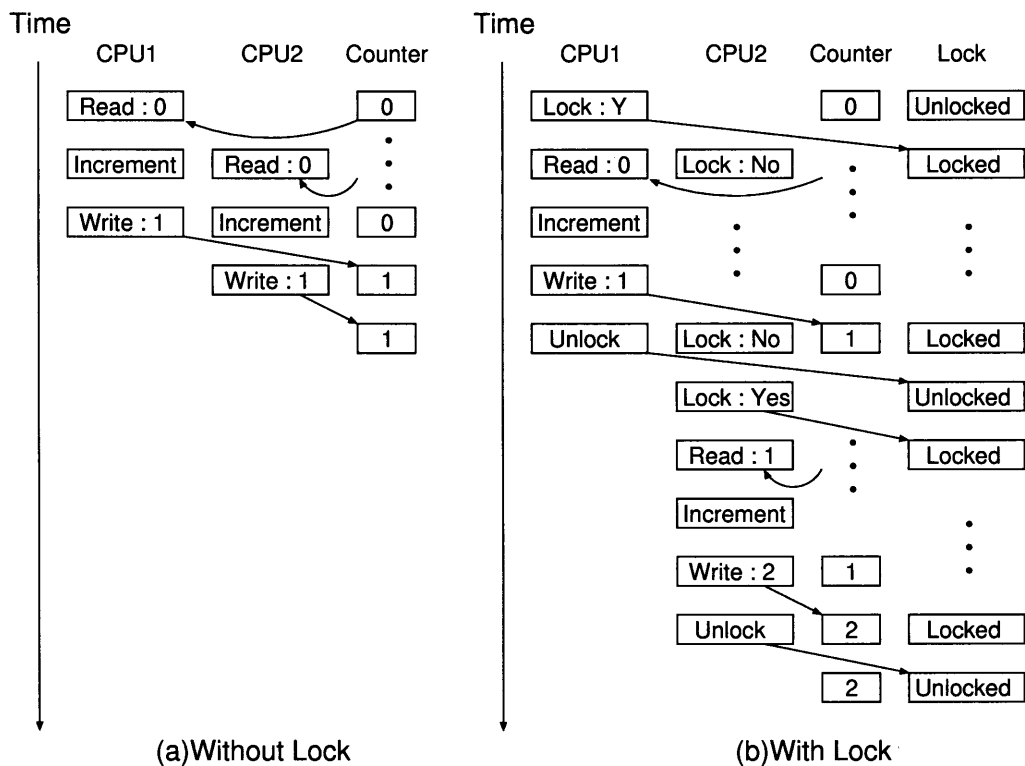 Time
CPU1 CPU2 Counter
Read : 0 0
Increment Read : 0
Write : 1 Increment 0
Write : 1 1
1
(a)Without Lock
Time
CPU1 CPU2 Counter Lock
Lock : Y 0 Unlocked
Read : 0 Lock : No Locked
Increment
Write : 1 0
Unlock Lock : No 1 Locked
Lock : Yes Unlocked
Read : 1 Locked
Increment
Write : 2 1
Unlock 2 Locked
2 Unlocked
(b)With Lock